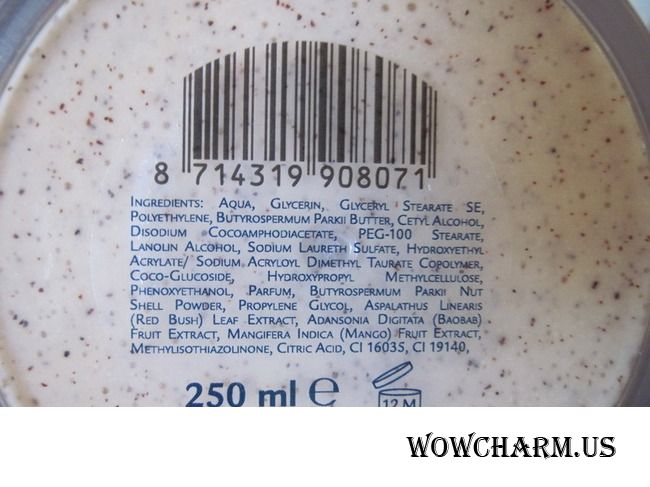 8 714319 908071
INGREDIENTS: AQUA, GLYCERIN, GLYCERYL STEARATE SE,
POLYETHYLENE, BUTYROSPERMUM PARKII BUTTER, CETYL ALCOHOL,
DISODIUM COCOAMPHODIACETATE, PEG-100 STEARATE,
LANOLIN ALCOHOL, SODIUM LAURETH SULFATE, HYDROXYETHYL
ACRYLATE/ SODIUM ACRYLOY DIMETHYL TAURATE COPOLYMER,
COCO-GLUCOSIDE, HYDROXYPROPYL METHYLCELLULOSE,
PHENOXYETHANOL, PARFUM, BUTYROSPERMUM PARKII NUT
SHELL POWDER, PROPYLENE GLYCOL, ASPALATHUS LINEARIS
(RED BUSH) LEAF EXTRACT, ADANSONIA DIGITATA (BAOBAB)
FRUIT EXTRACT, MANGIFERA INDICA (MANGO) FRUIT EXTRACT,
METHYLISOTHIAZOLINONE, CITRIC ACID, CI 16035, CI 19140,
250 ml e
12 M
WOWCHARM.US